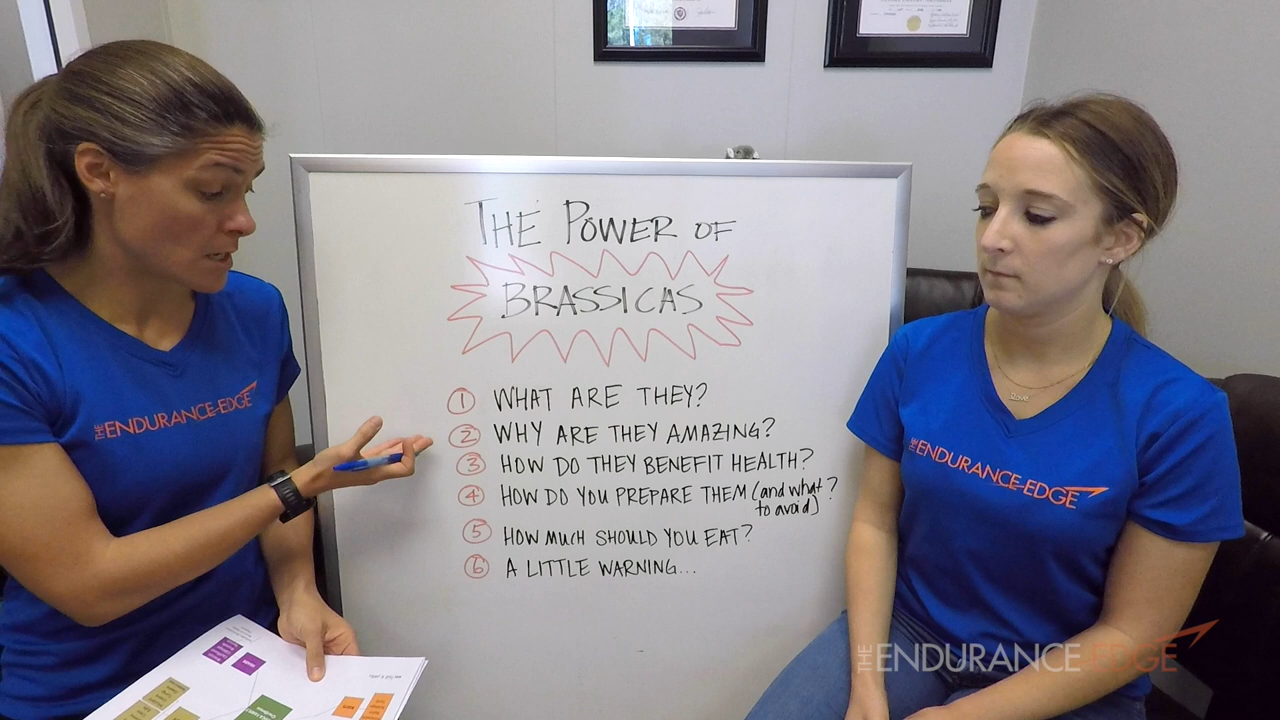 THE POWER OF
BRASSICAS
1 WHAT ARE THEY?
2 WHY ARE THEY AMAZING?
3 HOW DO THEY BENEFIT HEALTH?
4 HOW DO YOU PREPARE THEM (and what ?
to avoid)
5 HOW MUCH SHOULD YOU EAT?
6 A LITTLE WARNING...
THE ENDURANCE EDGE
THE ENDURANCE EDGE
THE ENDURANCE EDGE